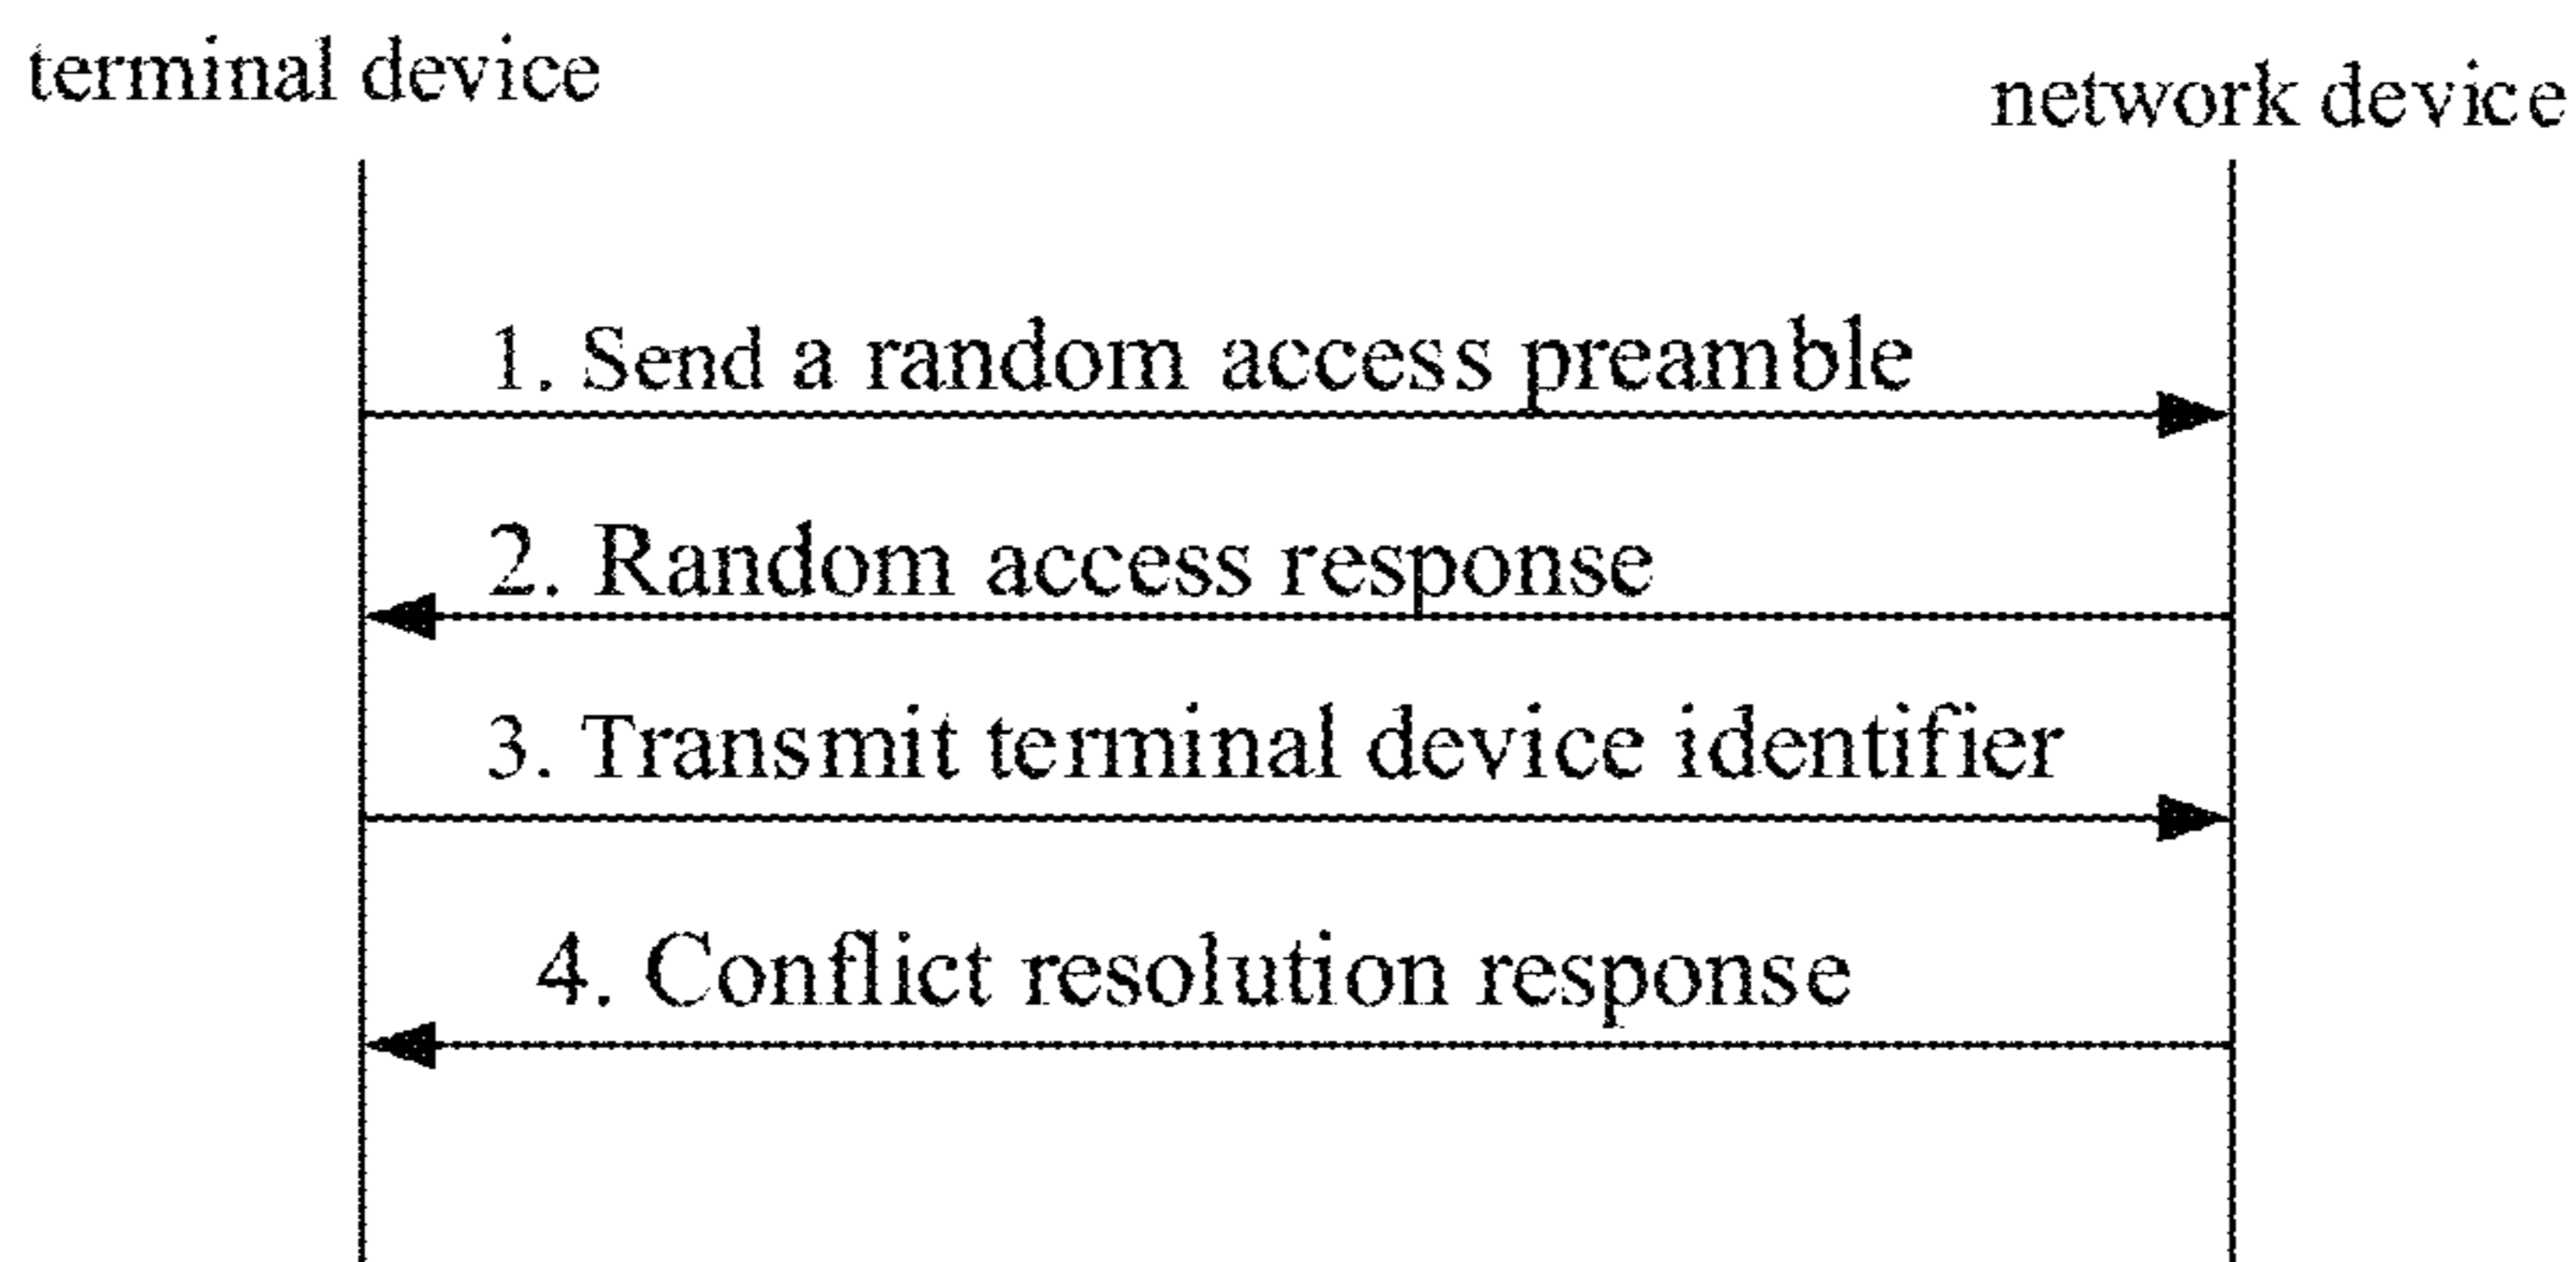 terminal device
network device
1. Send a random access preamble
2. Random access response
3. Transmit terminal device identifier
4. Conflict resolution response